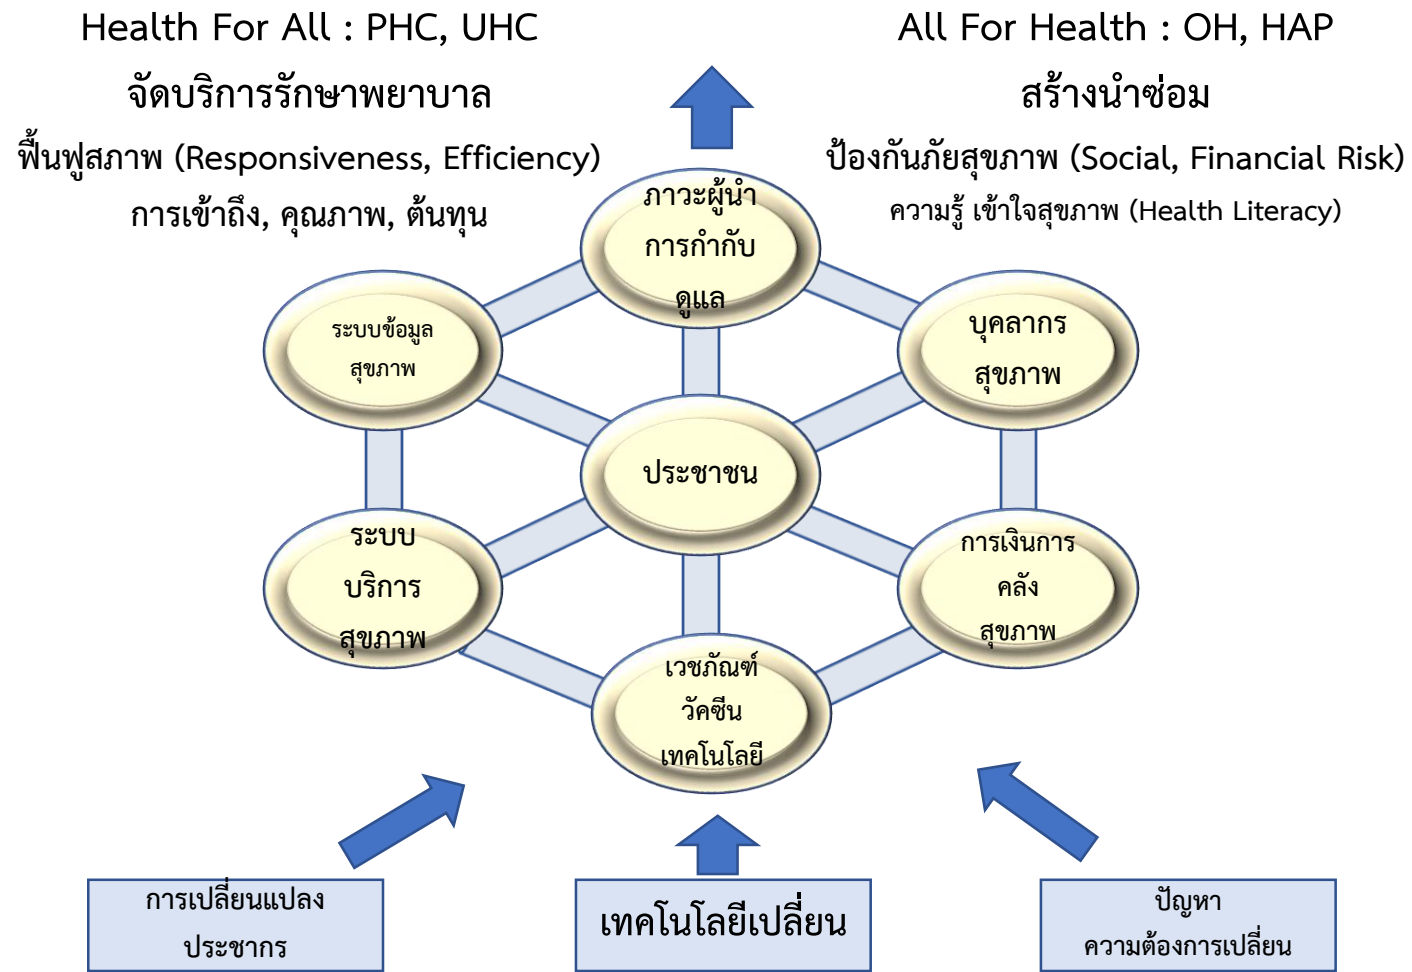 Health For All : PHC, UHC
จัดบริการรักษาพยาบาล
ฟื้นฟูสภาพ (Responsiveness, Efficiency)
การเข้าถึง, คุณภาพ, ต้นทุน
All For Health : OH, HAP
สร้างนำซ่อม
ป้องกันภัยสุขภาพ (Social, Financial Risk)
ความรู้ เข้าใจสุขภาพ (Health Literacy)
ภาวะผู้นำ
การกำกับ
ดูแล
ระบบข้อมูล
สุขภาพ
บุคลากร
สุขภาพ
ประชาชน
ระบบ
บริการ
สุขภาพ
การเงินการ
คลัง
สุขภาพ
เวชภัณฑ์
วัคซีน
เทคโนโลยี
การเปลี่ยนแปลง
ประชากร
เทคโนโลยีเปลี่ยน
ปัญหา
ความต้องการเปลี่ยน